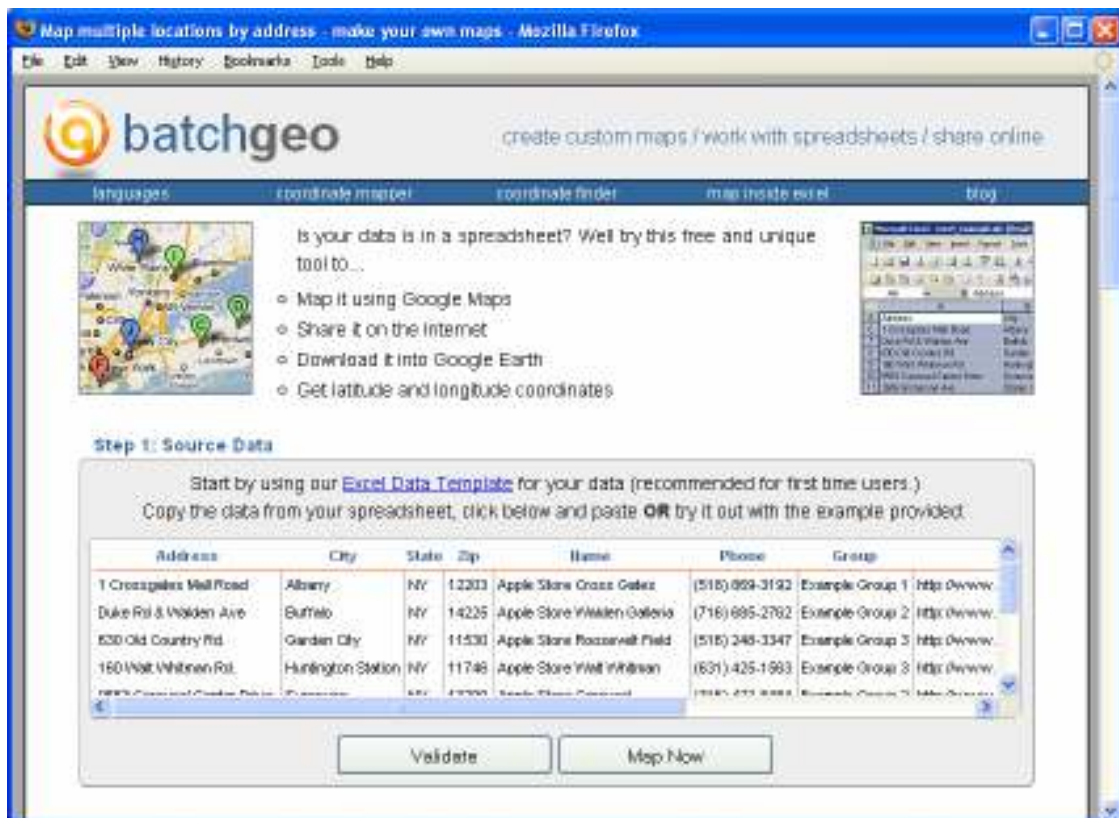 Map multiple locations by address - make your own maps - Mozilla Firefox
File Edit View History Bookmarks Tools Help
batchgeo
create custom maps / work with spreadsheets / share online
languages coordinate mapper coordinate finder map inside excel blog
Is your data is in a spreadsheet? Well try this free and unique
tool to...
Map it using Google Maps
Share it on the Internet
Download it into Google Earth
Get latitude and longitude coordinates
Step 1: Source Data
Start by using our Excel Data Template for your data (recommended for first time users.)
Copy the data from your spreadsheet, click below and paste OR try it out with the example provided.
Address City State Zip Name Phone Group
1 Crossgates Mall Road Albany NY 12203 Apple Store Cross Gates (518) 869-3192 Example Group 1 http://www.
Duke Rd & Walden Ave Buffalo NY 14225 Apple Store Walden Galleria (716) 685-2762 Example Group 2 http://www.
630 Old Country Rd. Garden City NY 11530 Apple Store Roosevelt Field (516) 248-3347 Example Group 3 http://www.
160 Walt Whitman Rd. Huntington Station NY 11746 Apple Store Walt Whitman (631) 425-1563 Example Group 3 http://www.
Validate Map Now